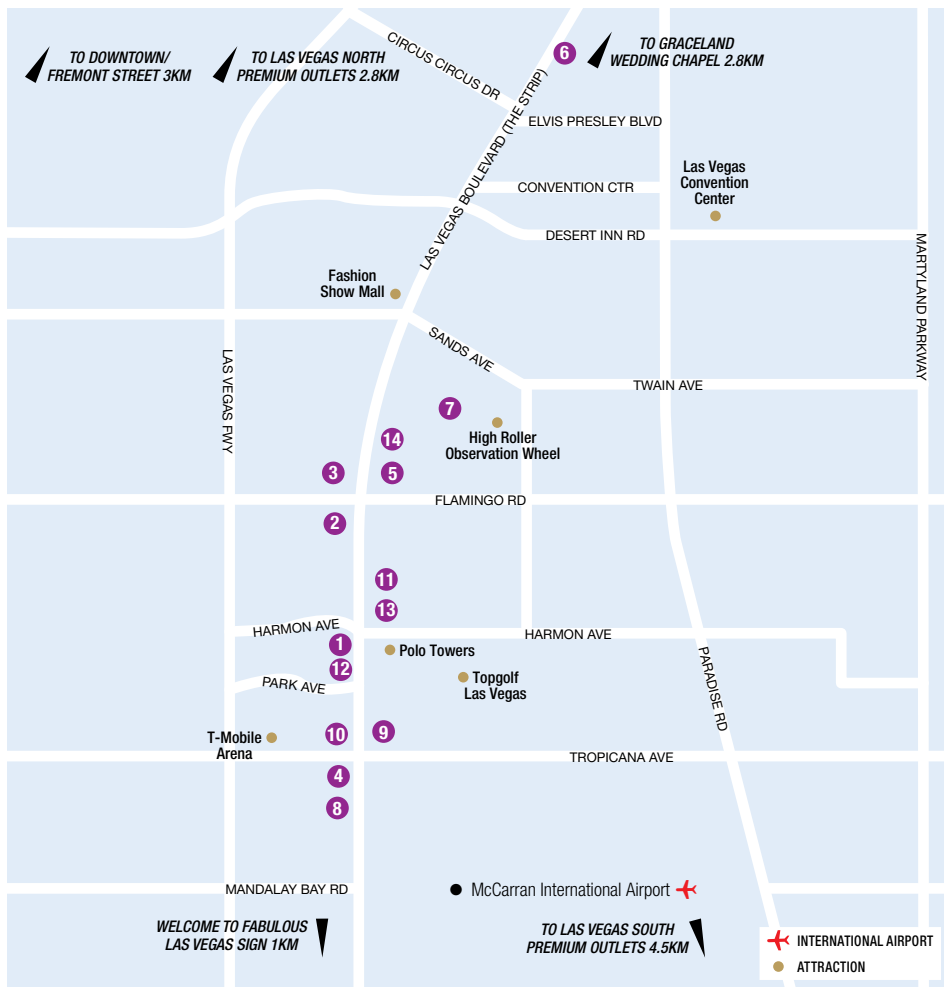 TO DOWNTOWN/
FREMONT STREET 3KM
TO LAS VEGAS NORTH
PREMIUM OUTLETS 2.8KM
CIRCUS CIRCUS DR
6
TO GRACELAND
WEDDING CHAPEL 2.8KM
LAS VEGAS BOULEVARD (THE STRIP)
ELVIS PRESLEY BLVD
Las Vegas
Convention
Center
CONVENTION CTR
DESERT INN RD
MARTYLAND PARKWAY
Fashion
Show Mall
SANDS AVE
LAS VEGAS FWY
TWAIN AVE
7
High Roller
Observation Wheel
14
3
5
FLAMINGO RD
2
11
13
HARMON AVE
HARMON AVE
1
Polo Towers
12
PARK AVE
Topgolf
Las Vegas
PARADISE RD
T-Mobile
Arena
10
9
TROPICANA AVE
4
8
MANDALAY BAY RD
McCarran International Airport
WELCOME TO FABULOUS
LAS VEGAS SIGN 1KM
TO LAS VEGAS SOUTH
PREMIUM OUTLETS 4.5KM
INTERNATIONAL AIRPORT
ATTRACTION